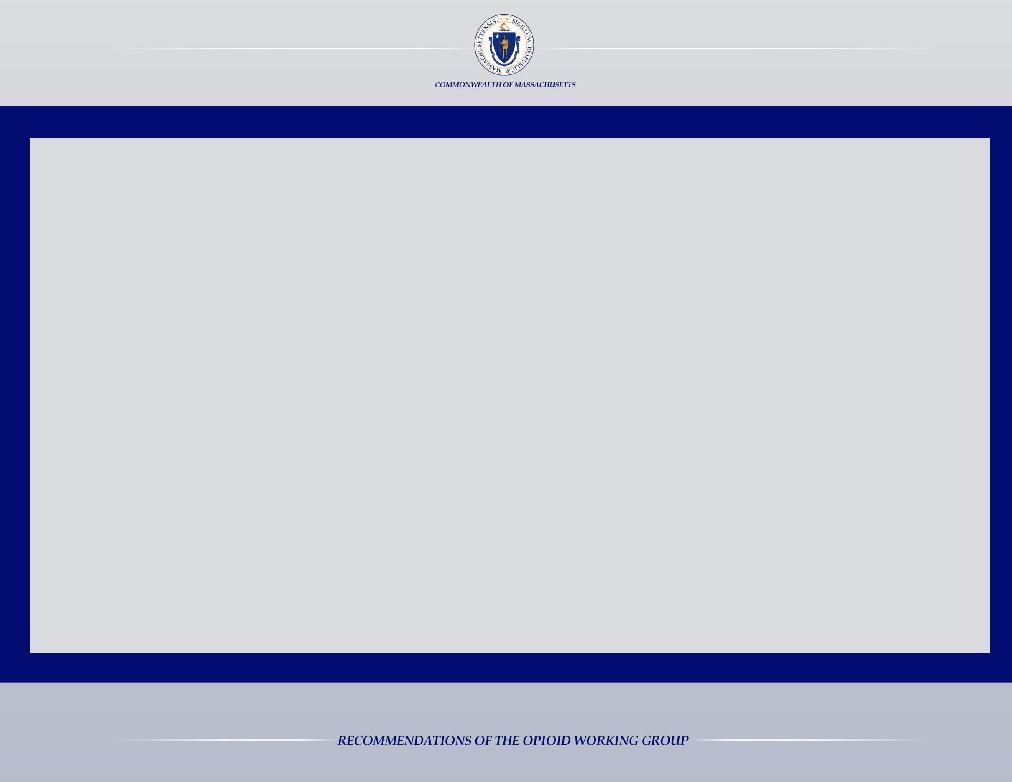 COMMONWEALTH OF MASSACHUSETTS
RECOMMENDATIONS OF THE OPIOID WORKING GROUP